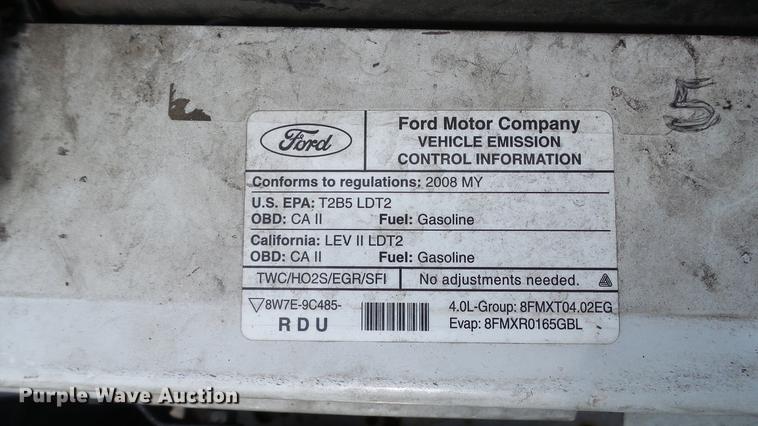 5
Ford
Ford Motor Company
VEHICLE EMISSION
CONTROL INFORMATION
Conforms to regulations: 2008 MY
U.S. EPA: T2B5 LDT2
OBD: CA II Fuel: Gasoline
California: LEV II LDT2
OBD: CA II Fuel: Gasoline
TWC/HO2S/EGR/SFI No adjustments needed.
8W7E-9C485- 4.0L-Group: 8FMXT04.02EG
RDU Evap: 8FMXR0165GBL
Purple Wave Auction